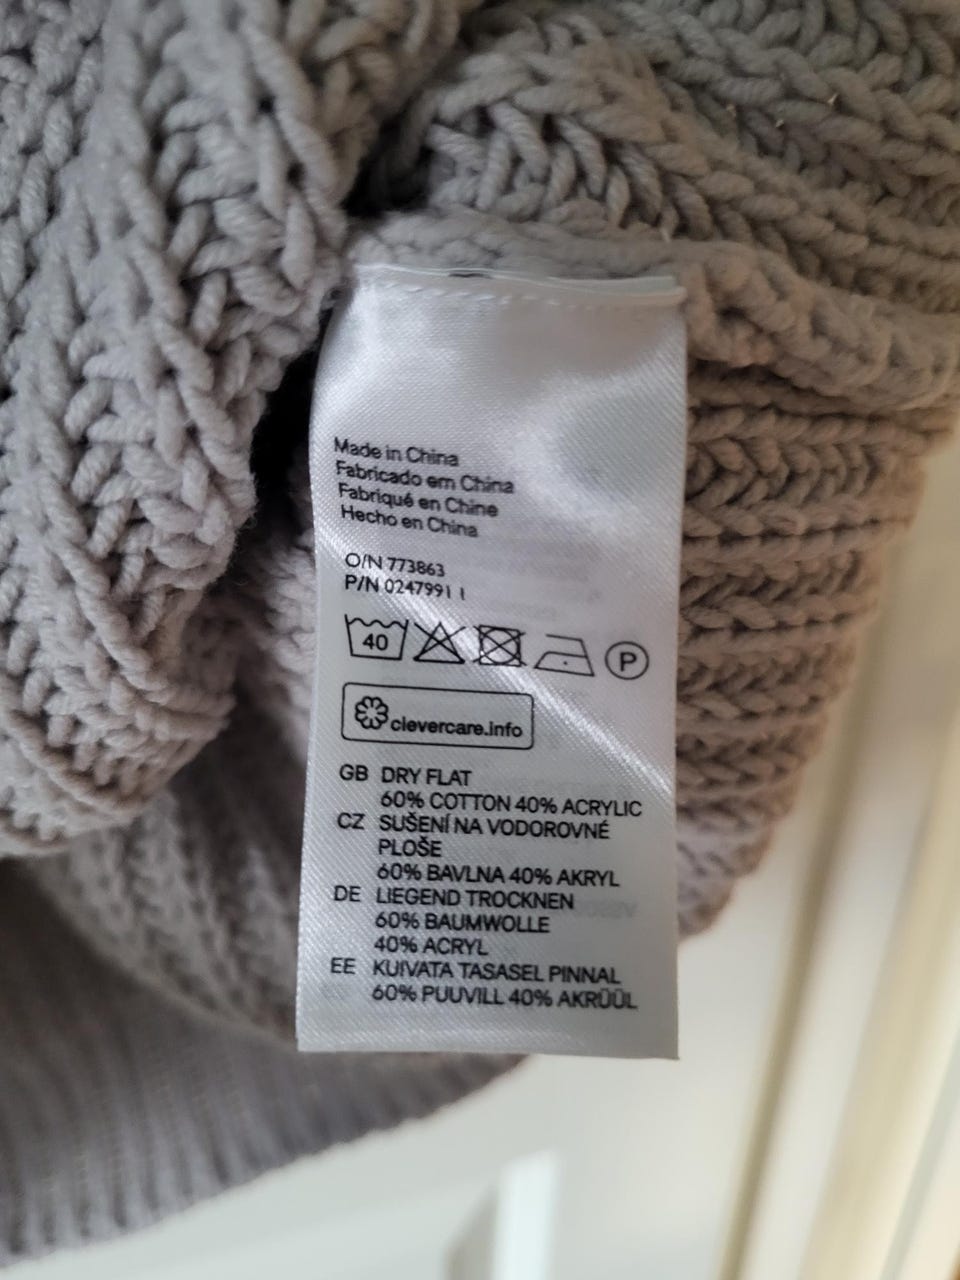 Made in China
Fabricado em China
Fabriqué en Chine
Hecho en China
O/N 773863
P/N 0247991 1
40 P
clevercare.info
GB DRY FLAT
60% COTTON 40% ACRYLIC
CZ SUŠENÍ NA VODOROVNÉ
PLOŠE
60% BAVLNA 40% AKRYL
DE LIEGEND TROCKNEN
60% BAUMWOLLE
40% ACRYL
EE KUIVATA TASASEL PINNAL
60% PUUVILL 40% AKRÜÜL